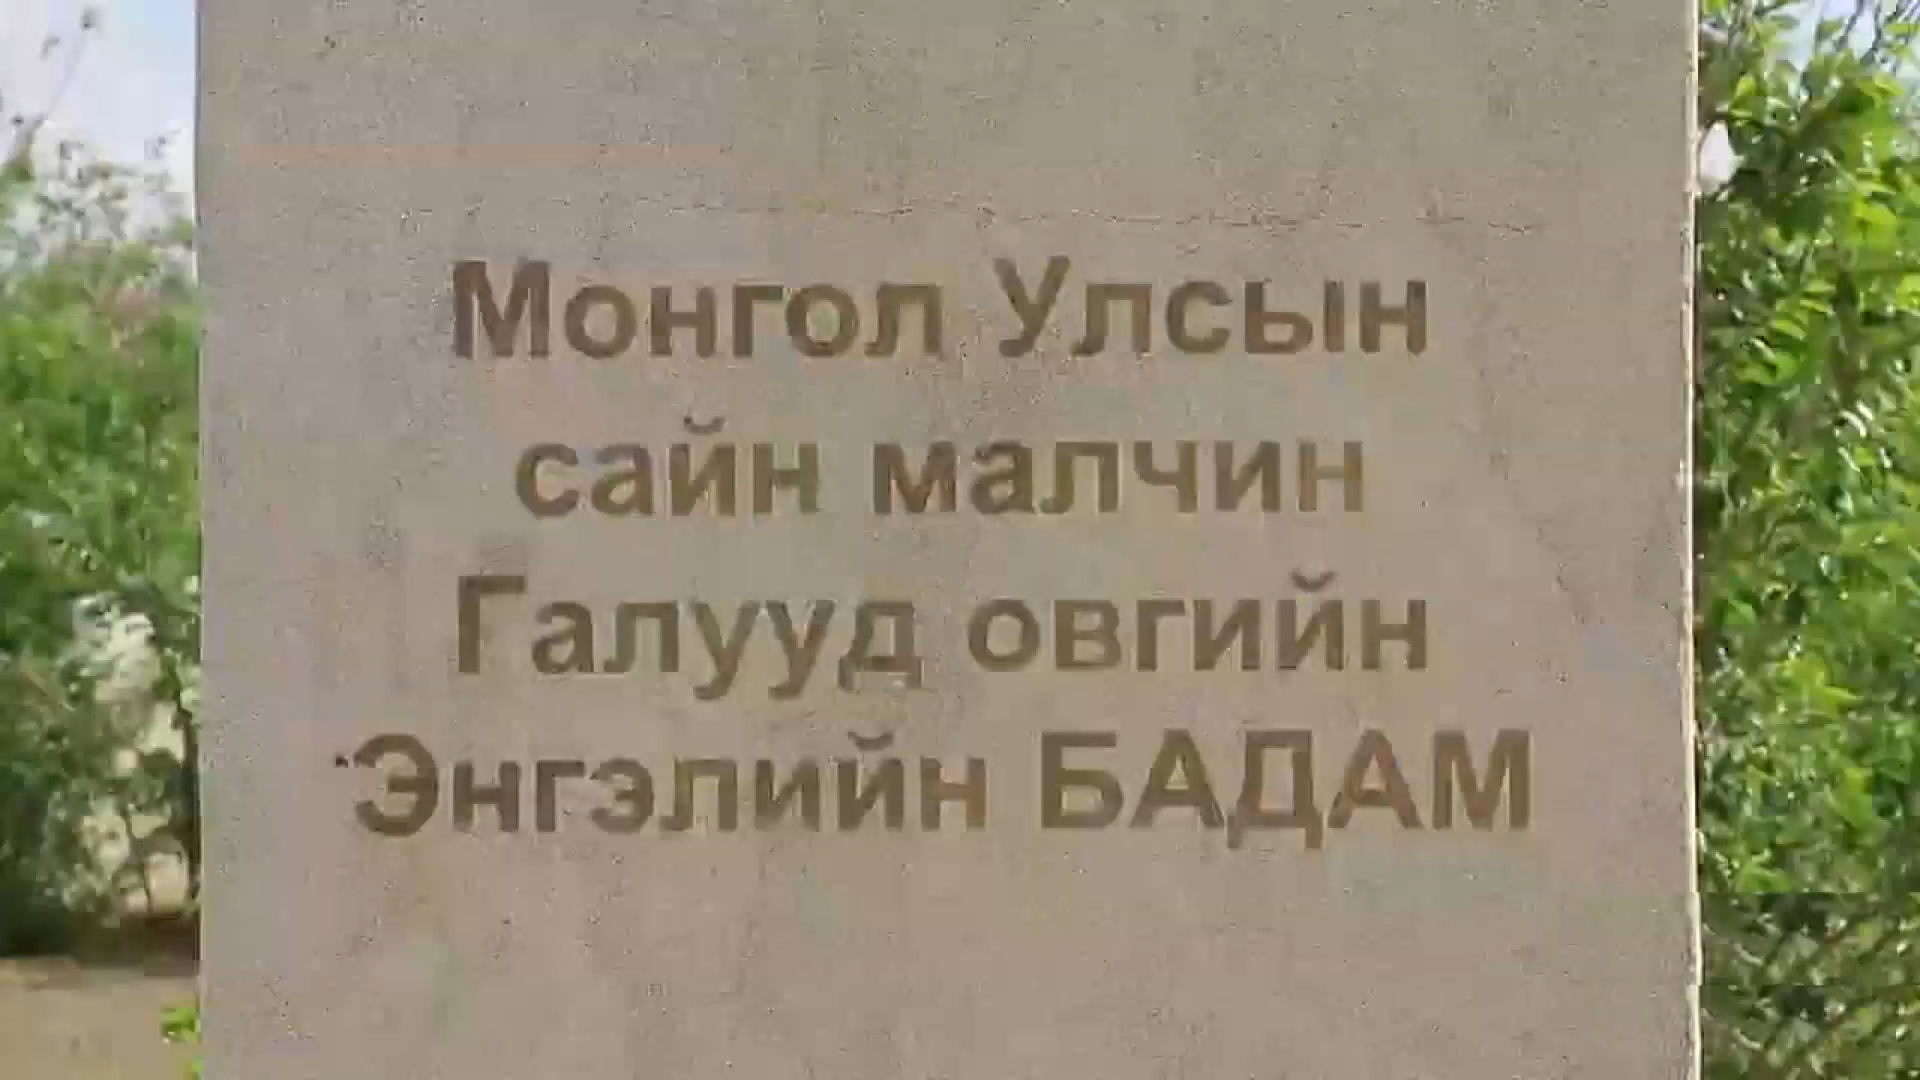 Монгол Улсын
сайн малчин
Галууд овгийн
Энгэлийн БАДАМ